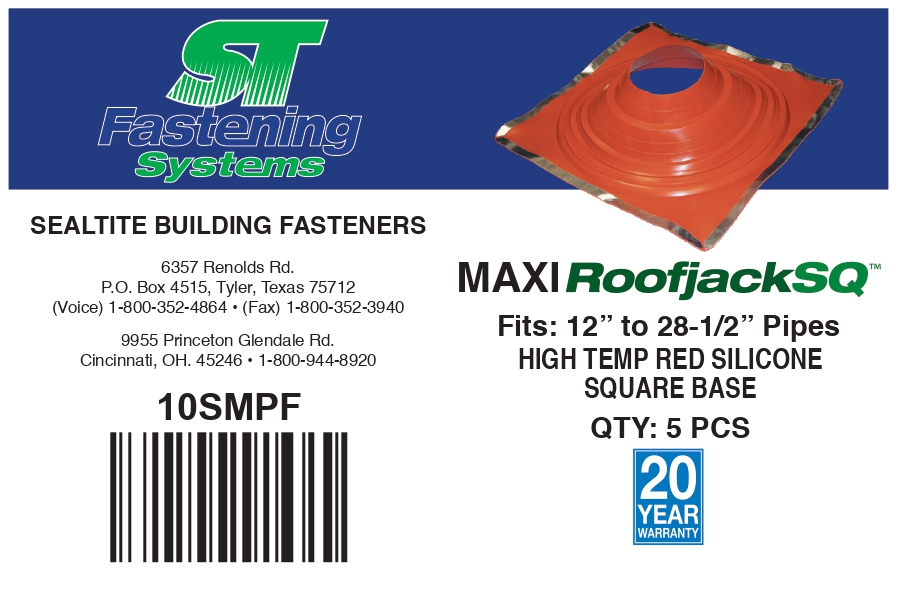 ST
Fastening
Systems
SEALTITE BUILDING FASTENERS
6357 Renolds Rd.
P.O. Box 4515, Tyler, Texas 75712
(Voice) 1-800-352-4864 • (Fax) 1-800-352-3940
9955 Princeton Glendale Rd.
Cincinnati, OH. 45246 • 1-800-944-8920
10SMPF
MAXI RoofjackSQ™
Fits: 12” to 28-1/2” Pipes
HIGH TEMP RED SILICONE
SQUARE BASE
QTY: 5 PCS
20
YEAR
WARRANTY